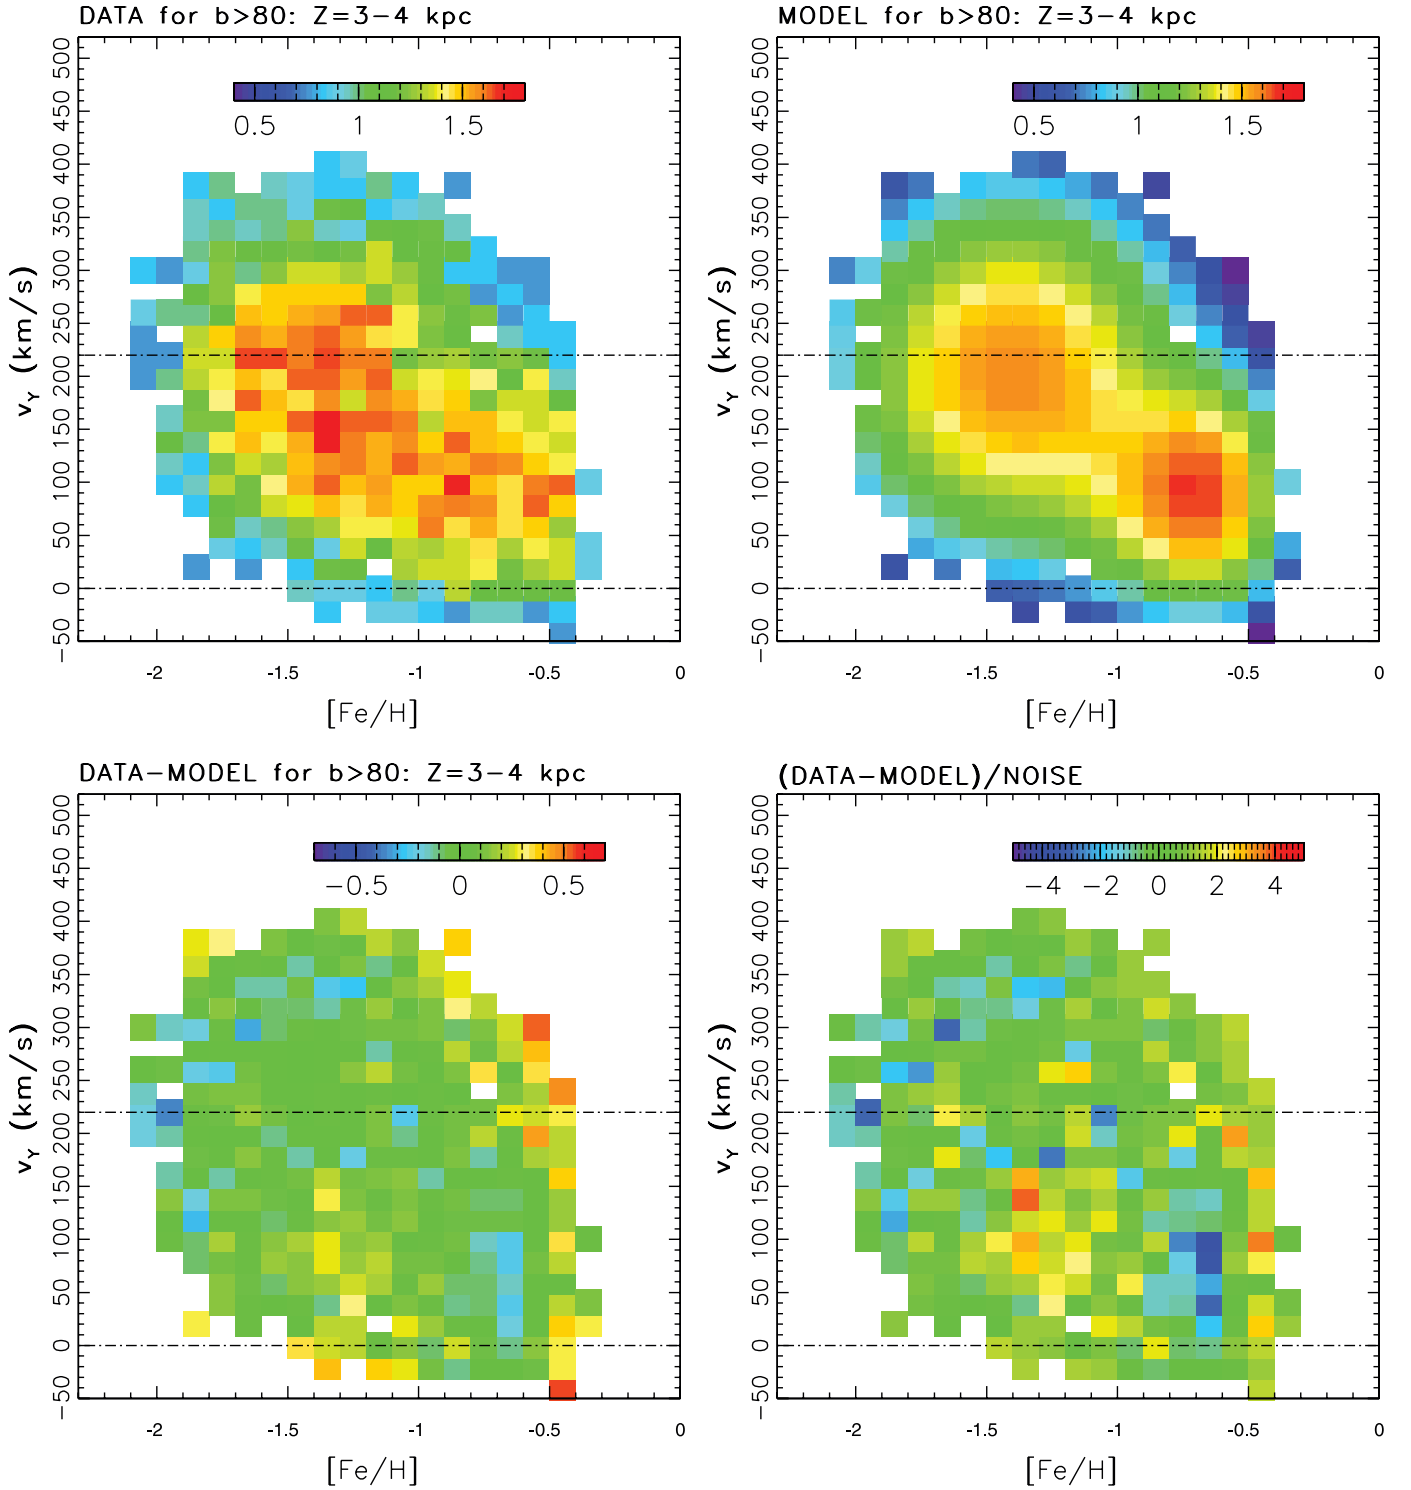 DATA for b>80: Z=3−4 kpc
500
450
400
350
300
250
200
150
100
50
0
−50
v_Y (km/s)
0.5 1 1.5
-2 -1.5 -1 -0.5 0
[Fe/H]
MODEL for b>80: Z=3−4 kpc
500
450
400
350
300
250
200
150
100
50
0
−50
v_Y (km/s)
0.5 1 1.5
-2 -1.5 -1 -0.5 0
[Fe/H]
DATA−MODEL for b>80: Z=3−4 kpc
500
450
400
350
300
250
200
150
100
50
0
−50
v_Y (km/s)
−0.5 0 0.5
-2 -1.5 -1 -0.5 0
[Fe/H]
(DATA−MODEL)/NOISE
500
450
400
350
300
250
200
150
100
50
0
−50
v_Y (km/s)
−4 −2 0 2 4
-2 -1.5 -1 -0.5 0
[Fe/H]